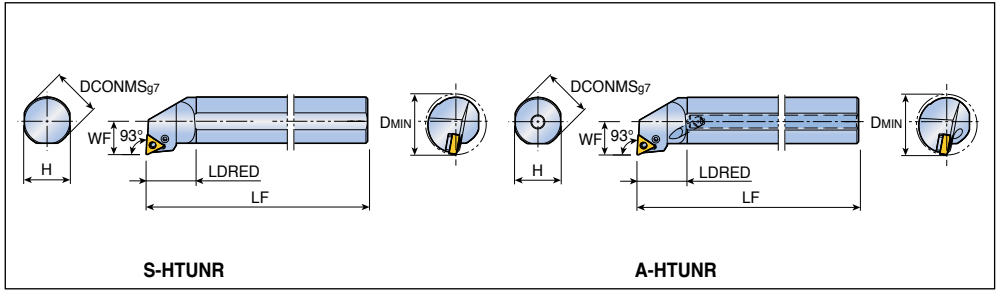 DCONMSg7
WF
93°
H
LDRED
LF
DMIN
S-HTUNR
DCONMSg7
WF
93°
H
LDRED
LF
DMIN
A-HTUNR